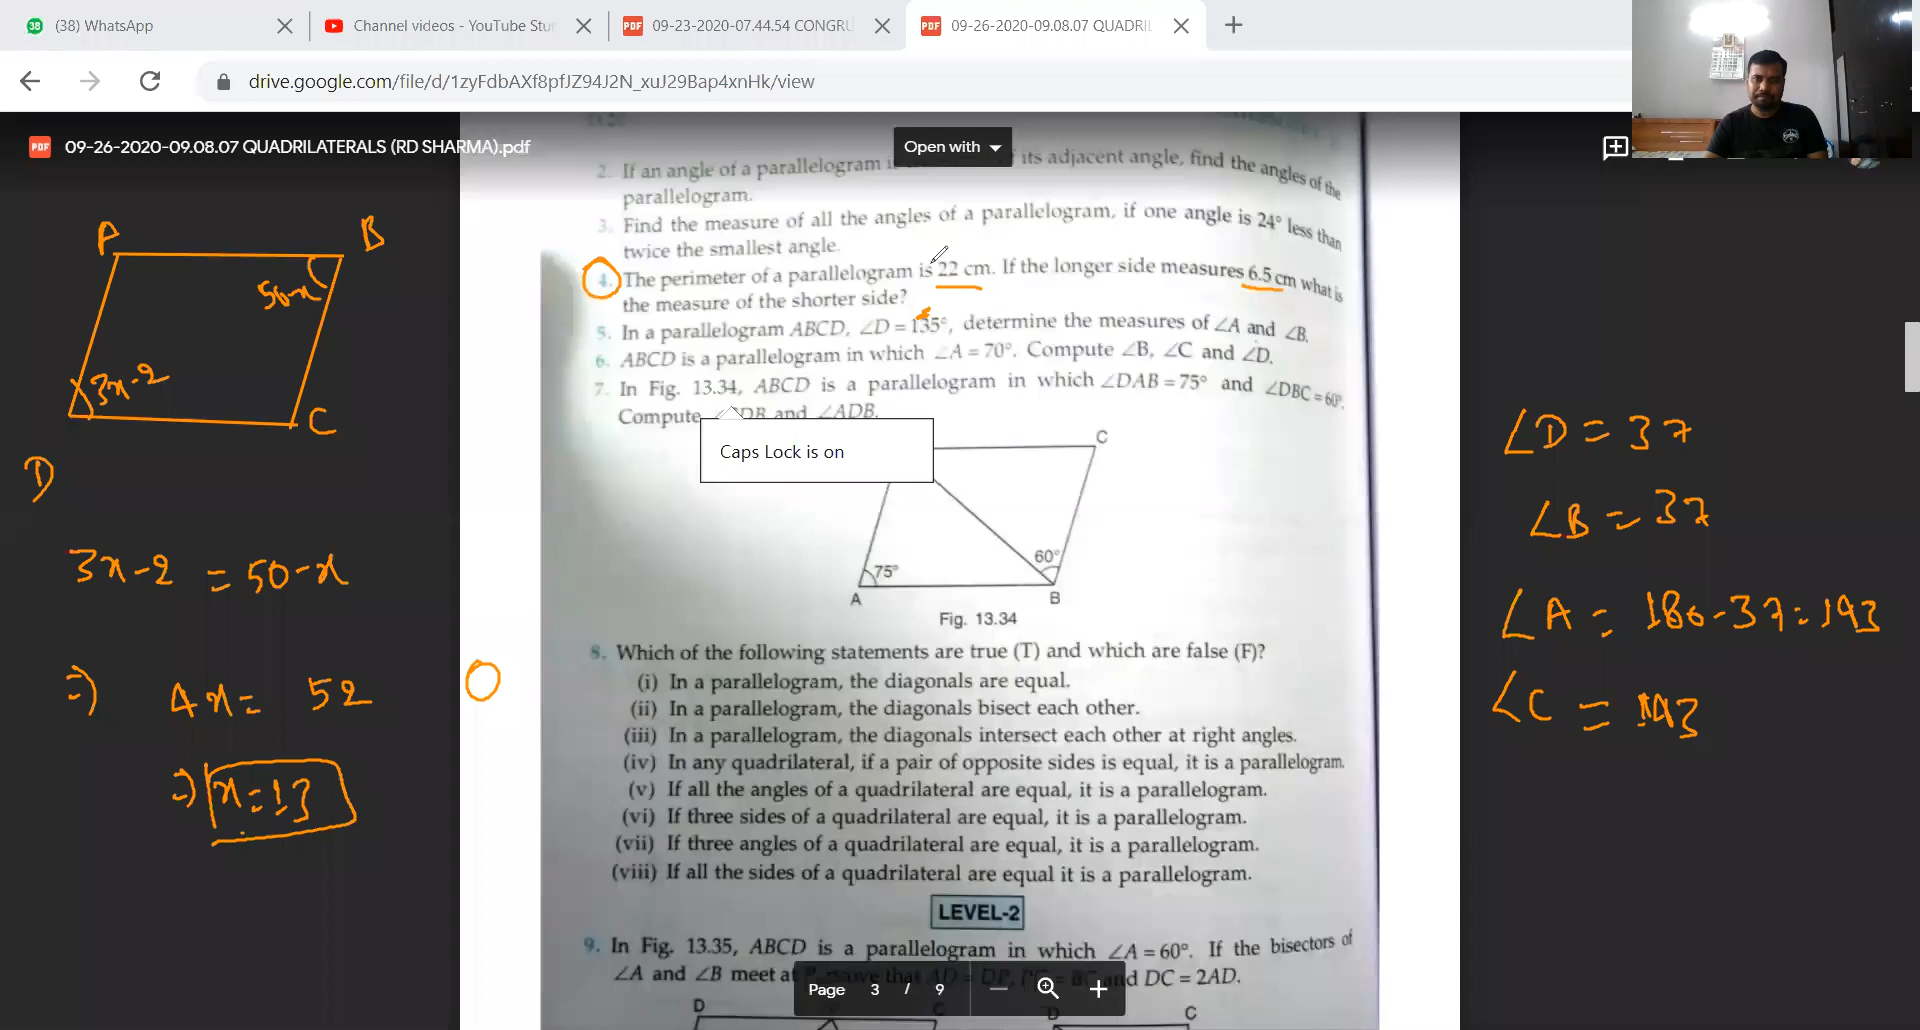 (38) WhatsApp
Channel videos - YouTube Stu
09-23-2020-07.44.54 CONGRU
09-26-2020-09.08.07 QUADRIL
drive.google.com/file/d/1zyFdbAXf8pfJZ94J2N_xuJ29Bap4xnHk/view
PDF 09-26-2020-09.08.07 QUADRILATERALS (RD SHARMA).pdf
Open with
2. If an angle of a parallelogram its adjacent angle, find the angles of the
parallelogram.
3. Find the measure of all the angles of a parallelogram, if one angle is 24° less than
twice the smallest angle.
4. The perimeter of a parallelogram is 22 cm. If the longer side measures 6.5 cm what is
the measure of the shorter side?
5. In a parallelogram ABCD, ∠D = 135°, determine the measures of ∠A and ∠B.
6. ABCD is a parallelogram in which ∠A = 70°. Compute ∠B, ∠C and ∠D.
7. In Fig. 13.34, ABCD is a parallelogram in which ∠DAB = 75° and ∠DBC = 60°.
Compute and ∠ADB.
Caps Lock is on
C
60°
75°
A
B
Fig. 13.34
8. Which of the following statements are true (T) and which are false (F)?
(i) In a parallelogram, the diagonals are equal.
(ii) In a parallelogram, the diagonals bisect each other.
(iii) In a parallelogram, the diagonals intersect each other at right angles.
(iv) In any quadrilateral, if a pair of opposite sides is equal, it is a parallelogram.
(v) If all the angles of a quadrilateral are equal, it is a parallelogram.
(vi) If three sides of a quadrilateral are equal, it is a parallelogram.
(vii) If three angles of a quadrilateral are equal, it is a parallelogram.
(viii) If all the sides of a quadrilateral are equal it is a parallelogram.
LEVEL-2
9. In Fig. 13.35, ABCD is a parallelogram in which ∠A = 60°. If the bisectors of
∠A and ∠B meet at and DC = 2AD.
Page 3 / 9
D
D
C
A
B
50-x
3x-2
C
D
3x-2 = 50-x
=) 4x = 52
=) x = 13
∠D = 37
∠B = 37
∠A = 180-37 = 143
∠C = 143